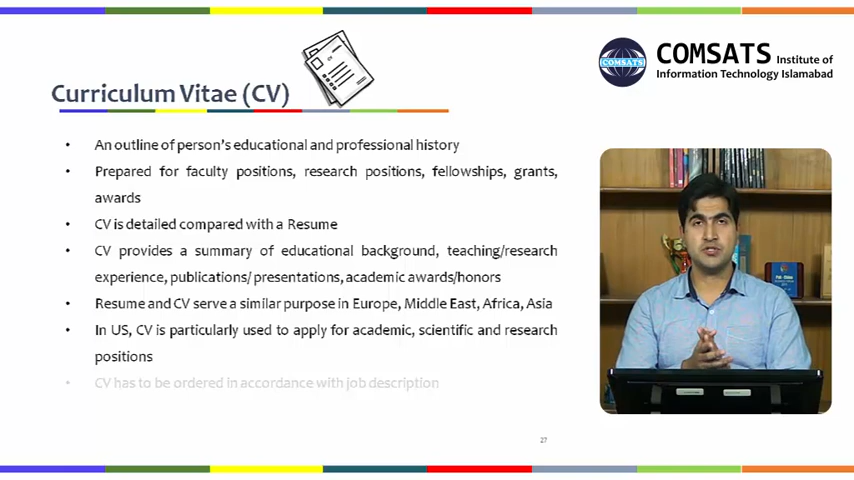 COMSATS Institute of
Information Technology Islamabad
COMSATS
Curriculum Vitae (CV)
• An outline of person's educational and professional history
• Prepared for faculty positions, research positions, fellowships, grants,
awards
• CV is detailed compared with a Resume
• CV provides a summary of educational background, teaching/research
experience, publications/ presentations, academic awards/honors
• Resume and CV serve a similar purpose in Europe, Middle East, Africa, Asia
• In US, CV is particularly used to apply for academic, scientific and research
positions
• CV has to be ordered in accordance with job description
27